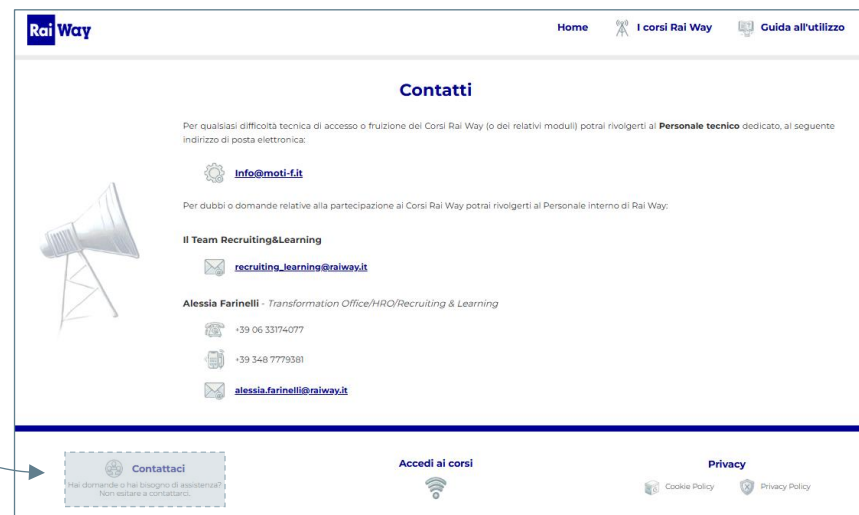 Rai Way
Home
I corsi Rai Way
Guida all'utilizzo
Contatti
Per qualsiasi difficoltà tecnica di accesso o fruizione dei Corsi Rai Way (o dei relativi moduli) potrai rivolgerti al Personale tecnico dedicato, al seguente
indirizzo di posta elettronica:
Info@moti-f.it
Per dubbi o domande relative alla partecipazione ai Corsi Rai Way potrai rivolgerti al Personale interno di Rai Way:
Il Team Recruiting&Learning
recruiting_learning@raiway.it
Alessia Farinelli - Transformation Office/HRO/Recruiting & Learning
+39 06 33174077
+39 348 7779381
alessia.farinelli@raiway.it
Contattaci
Hai domande o hai bisogno di assistenza?
Non esitare a contattarci.
Accedi ai corsi
Privacy
Cookie Policy
Privacy Policy